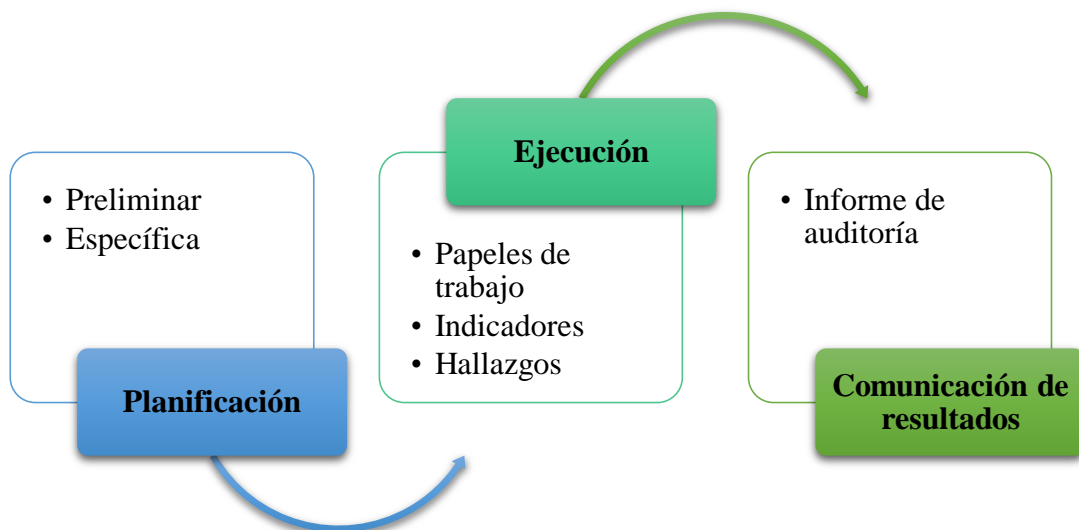 • Preliminar
• Específica
Planificación
Ejecución
• Papeles de
trabajo
• Indicadores
• Hallazgos
• Informe de
auditoría
Comunicación de
resultados